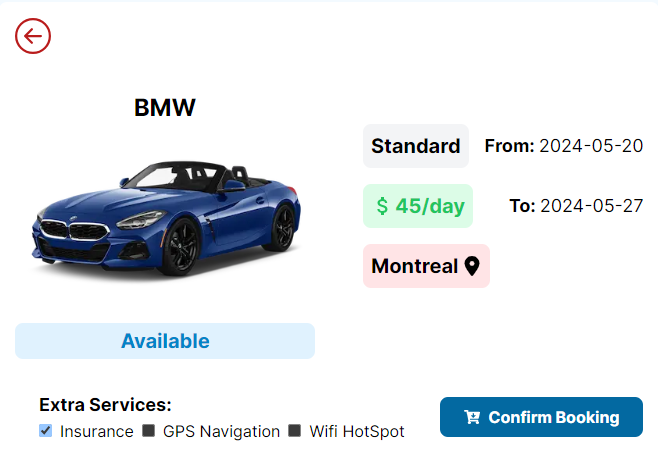 BMW
Standard
From: 2024-05-20
$ 45/day
To: 2024-05-27
Montreal
Available
Extra Services:
Insurance GPS Navigation Wifi HotSpot
Confirm Booking